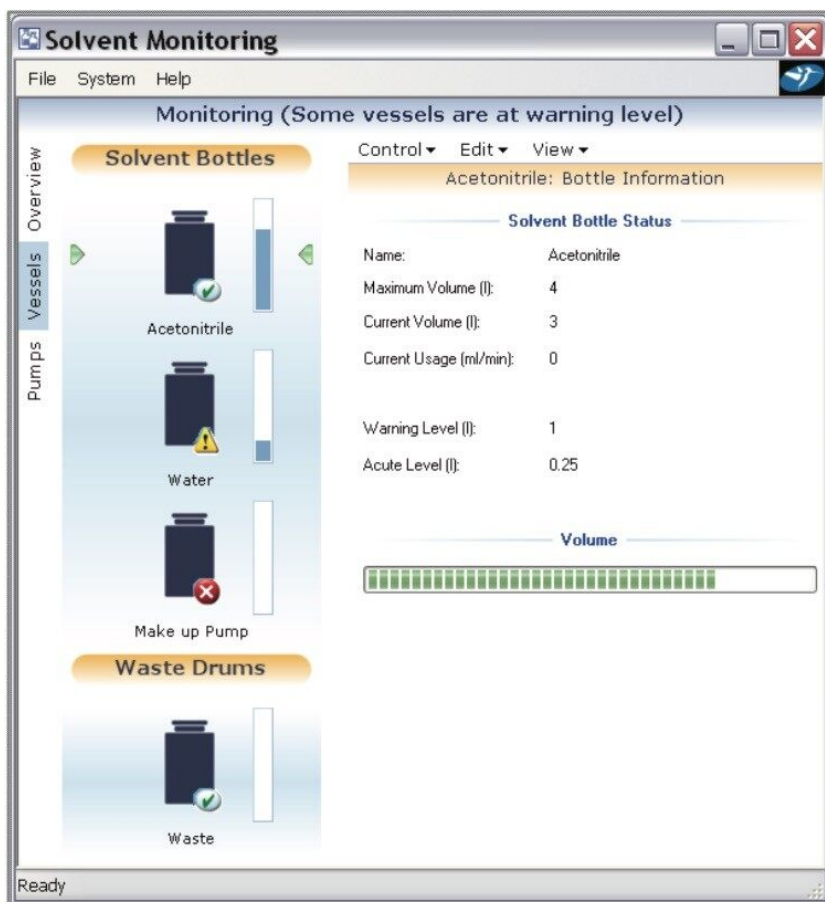 Solvent Monitoring
File System Help
Monitoring (Some vessels are at warning level)
Overview
Vessels
Pumps
Solvent Bottles
Acetonitrile
Water
Make up Pump
Waste Drums
Waste
Control Edit View
Acetonitrile: Bottle Information
Solvent Bottle Status
Name: Acetonitrile
Maximum Volume (l): 4
Current Volume (l): 3
Current Usage (ml/min): 0
Warning Level (l): 1
Acute Level (l): 0.25
Volume
Ready